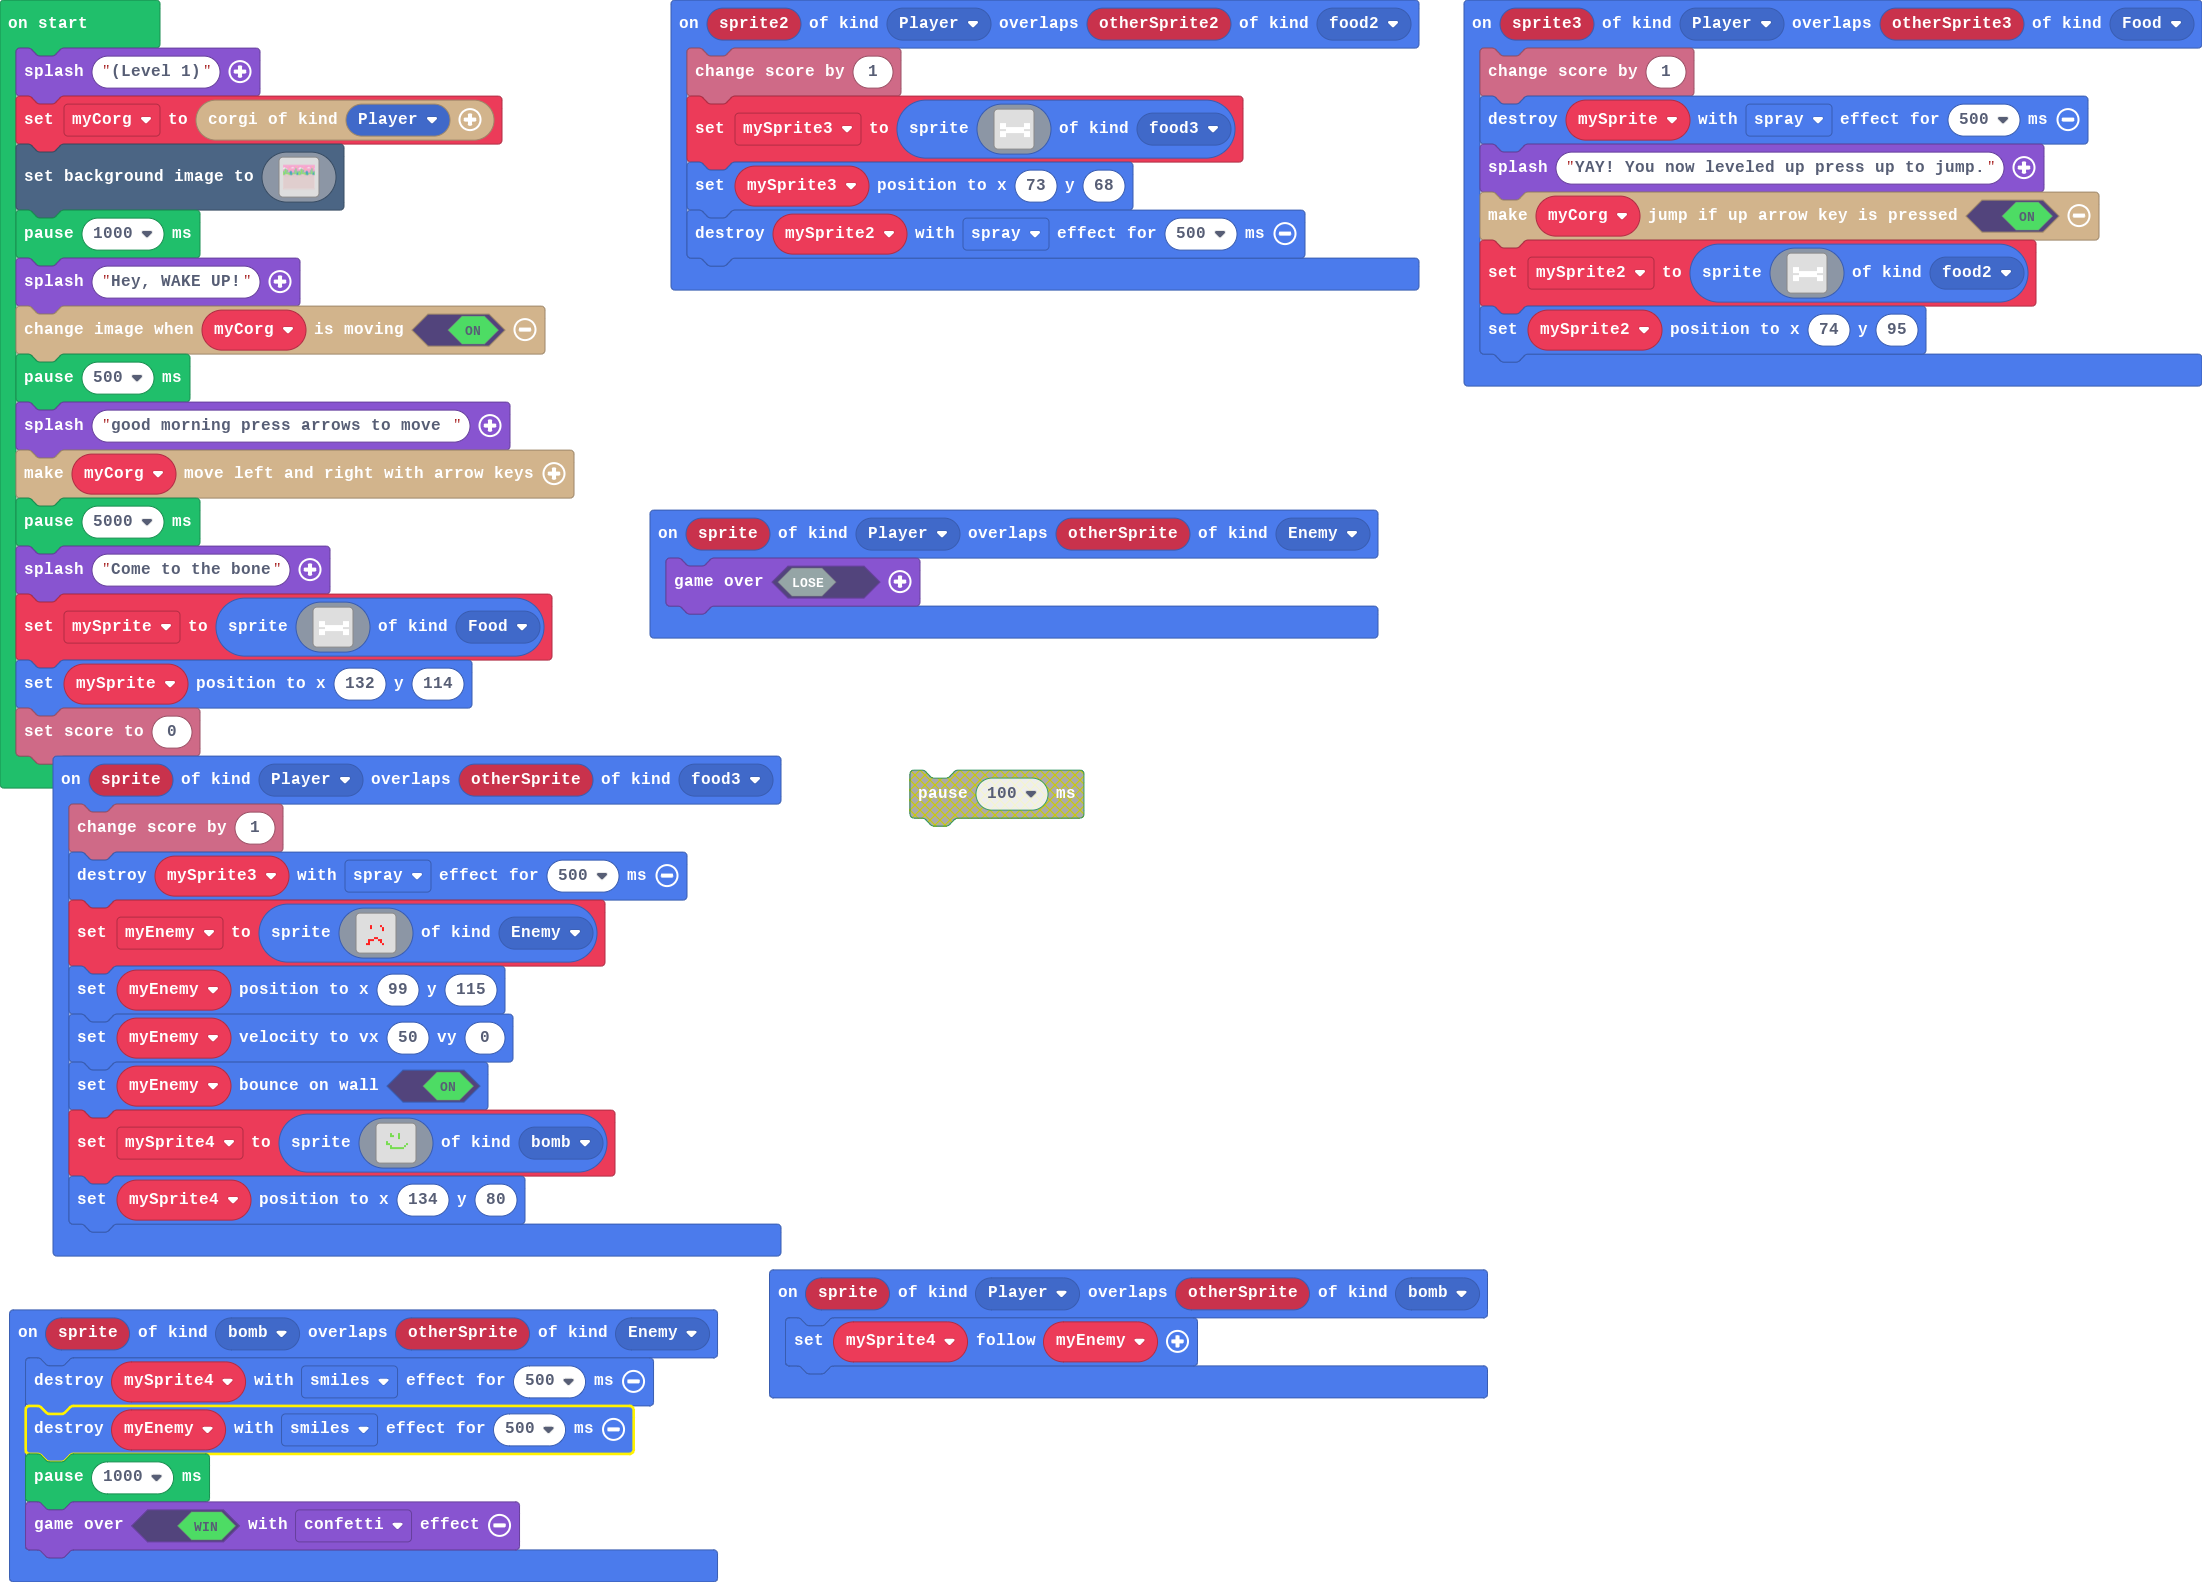 on start
splash "(Level 1)"
set myCorg to corgi of kind Player
set background image to
pause 1000 ms
splash "Hey, WAKE UP!"
change image when myCorg is moving ON
pause 500 ms
splash "good morning press arrows to move "
make myCorg move left and right with arrow keys
pause 5000 ms
splash "Come to the bone"
set mySprite to sprite of kind Food
set mySprite position to x 132 y 114
set score to 0
on sprite2 of kind Player overlaps otherSprite2 of kind food2
change score by 1
set mySprite3 to sprite of kind food3
set mySprite3 position to x 73 y 68
destroy mySprite2 with spray effect for 500 ms
on sprite3 of kind Player overlaps otherSprite3 of kind Food
change score by 1
destroy mySprite with spray effect for 500 ms
splash "YAY! You now leveled up press up to jump."
make myCorg jump if up arrow key is pressed ON
set mySprite2 to sprite of kind food2
set mySprite2 position to x 74 y 95
on sprite of kind Player overlaps otherSprite of kind Enemy
game over LOSE
on sprite of kind Player overlaps otherSprite of kind food3
change score by 1
destroy mySprite3 with spray effect for 500 ms
set myEnemy to sprite of kind Enemy
set myEnemy position to x 99 y 115
set myEnemy velocity to vx 50 vy 0
set myEnemy bounce on wall ON
set mySprite4 to sprite of kind bomb
set mySprite4 position to x 134 y 80
pause 100 ms
on sprite of kind Player overlaps otherSprite of kind bomb
set mySprite4 follow myEnemy
on sprite of kind bomb overlaps otherSprite of kind Enemy
destroy mySprite4 with smiles effect for 500 ms
destroy myEnemy with smiles effect for 500 ms
pause 1000 ms
game over WIN with confetti effect